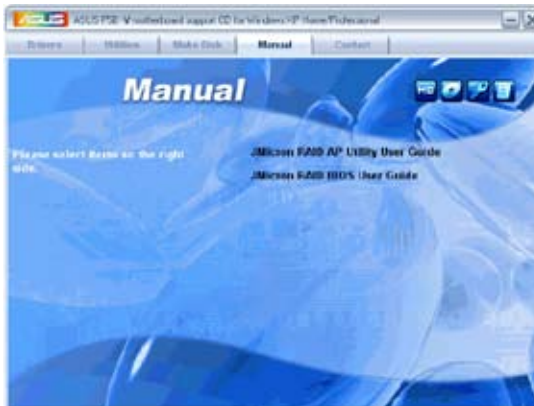 ASUS
ASUS P5B-V motherboard support CD for Windows XP Home/Professional
Drivers
Utilities
Make Disk
Manual
Contact
Manual
Please select items on the right
side.
JMicron RAID AP Utility User Guide
JMicron RAID BIOS User Guide